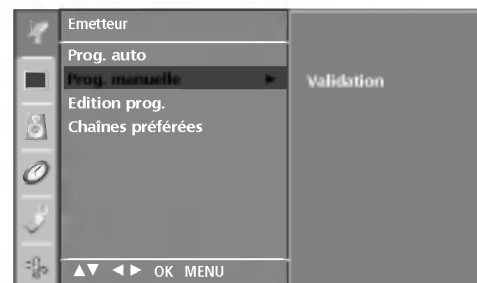 Emetteur
Prog. auto
Prog. manuelle ►
Validation
Edition prog.
Chaînes préférées
▲▼ ◄► OK MENU